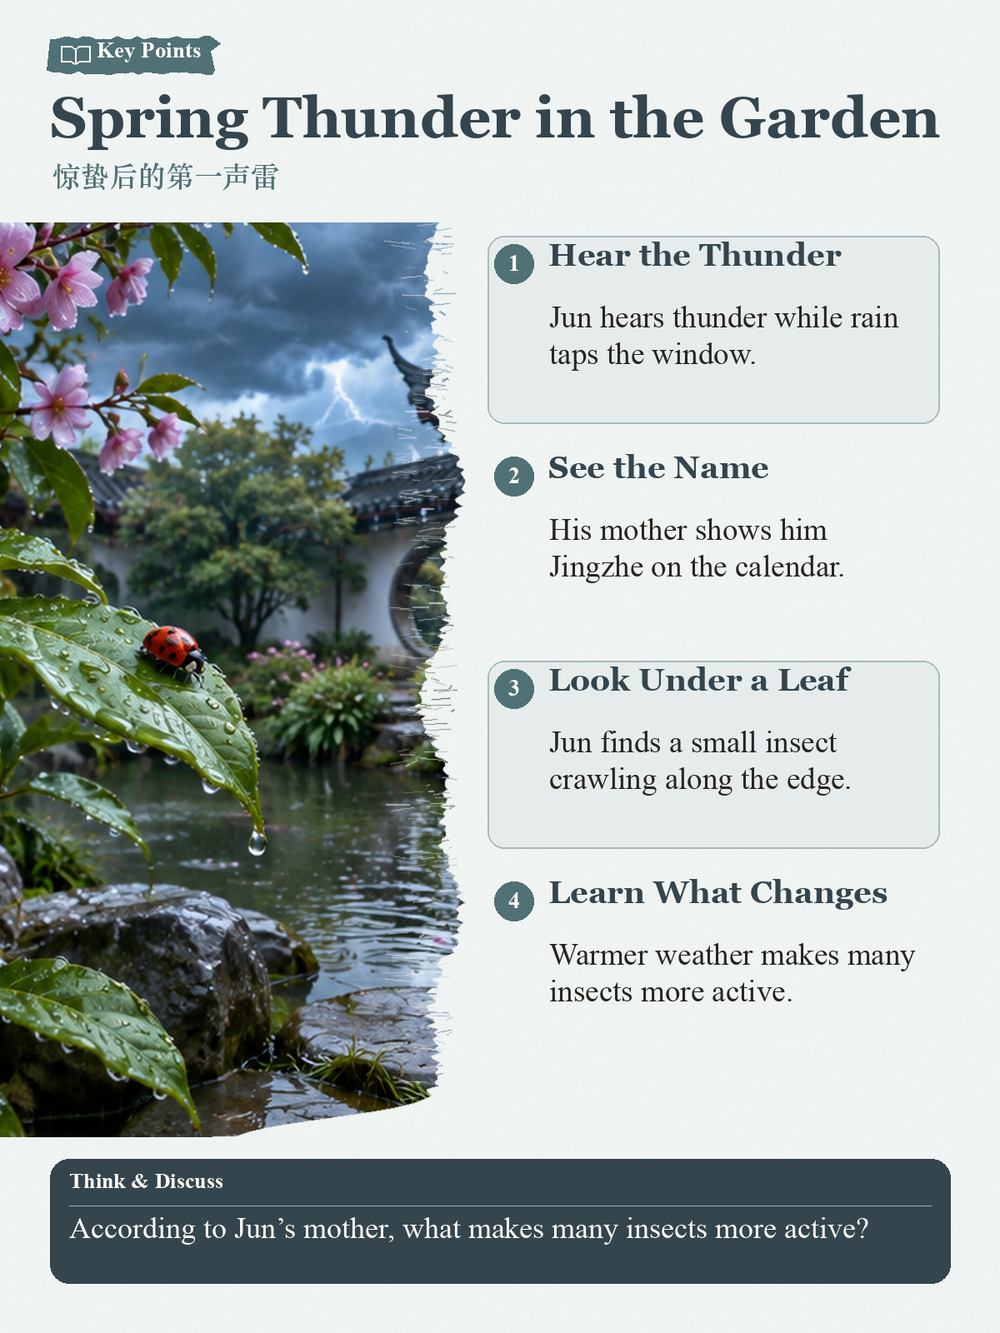 Key Points
Spring Thunder in the Garden
惊蛰后的第一声雷
1 Hear the Thunder
Jun hears thunder while rain
taps the window.
2 See the Name
His mother shows him
Jingzhe on the calendar.
3 Look Under a Leaf
Jun finds a small insect
crawling along the edge.
4 Learn What Changes
Warmer weather makes many
insects more active.
Think & Discuss
According to Jun’s mother, what makes many insects more active?